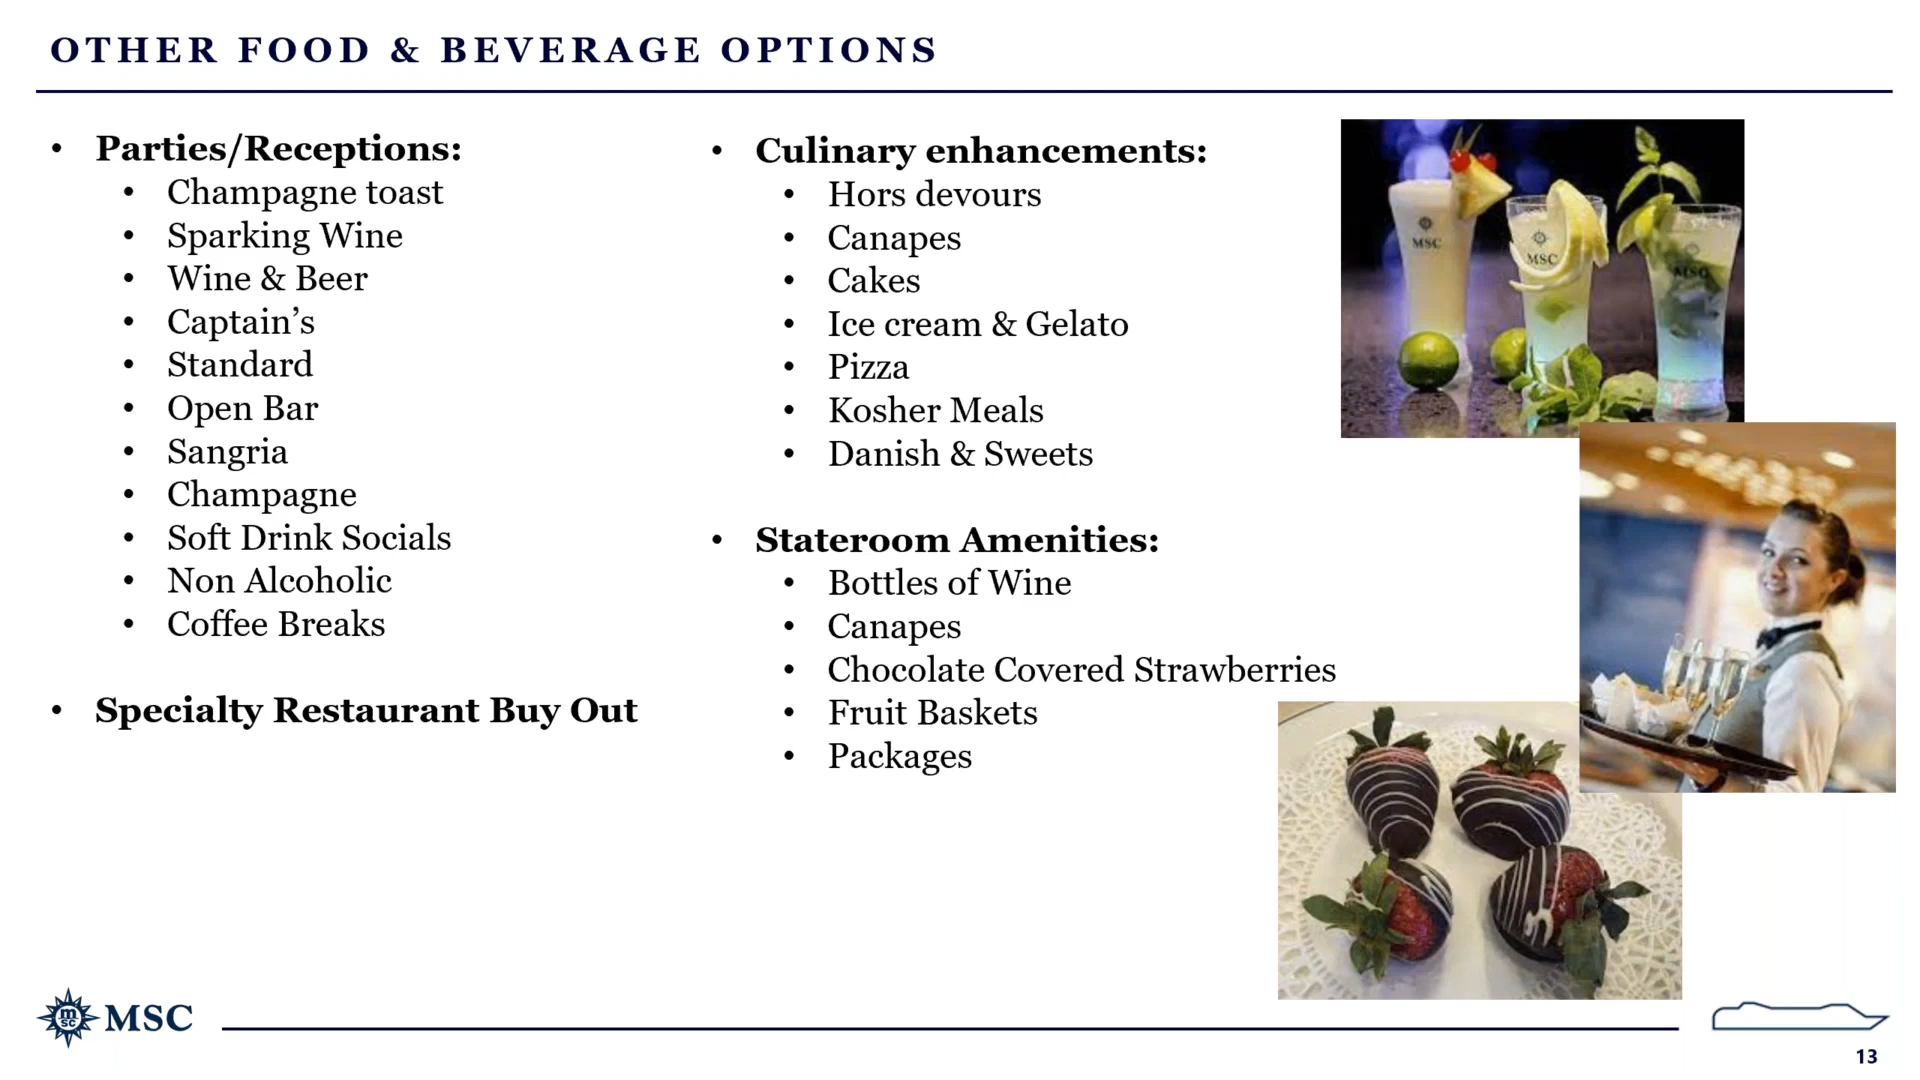 OTHER FOOD & BEVERAGE OPTIONS
• Parties/Receptions:
• Champagne toast
• Sparking Wine
• Wine & Beer
• Captain’s
• Standard
• Open Bar
• Sangria
• Champagne
• Soft Drink Socials
• Non Alcoholic
• Coffee Breaks
• Specialty Restaurant Buy Out
• Culinary enhancements:
• Hors devours
• Canapes
• Cakes
• Ice cream & Gelato
• Pizza
• Kosher Meals
• Danish & Sweets
• Stateroom Amenities:
• Bottles of Wine
• Canapes
• Chocolate Covered Strawberries
• Fruit Baskets
• Packages
MSC
MSC
MSC
m
sc
MSC
13